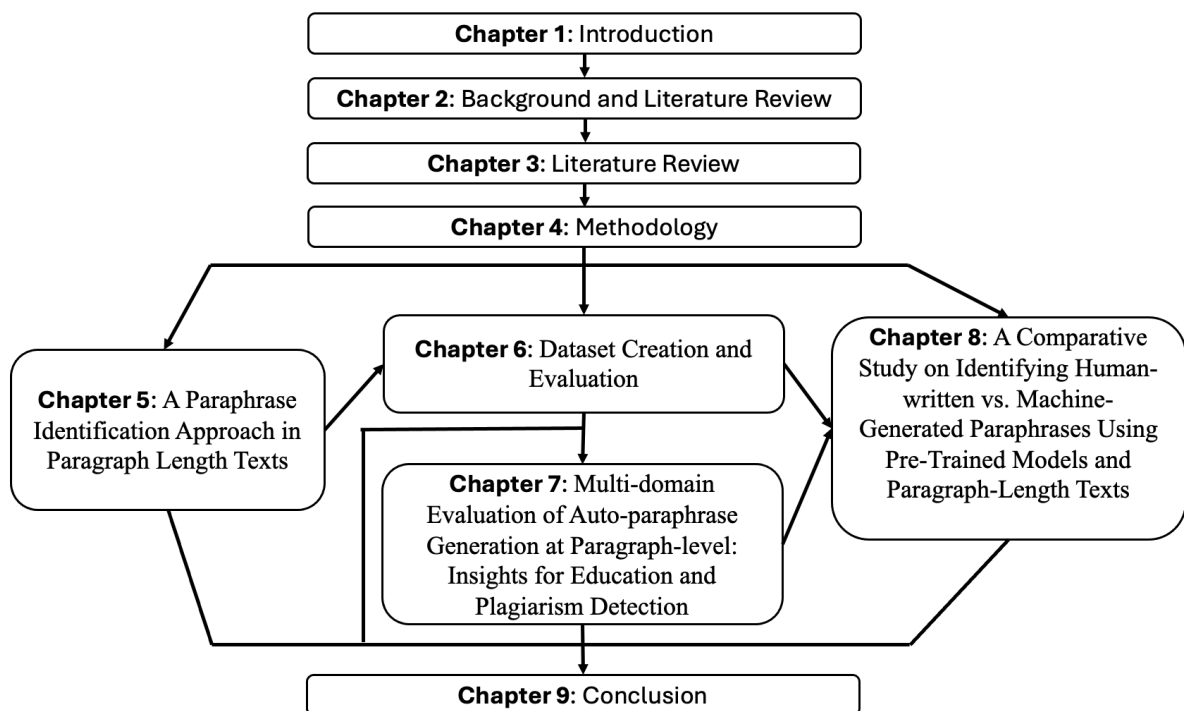 Chapter 1: Introduction
Chapter 2: Background and Literature Review
Chapter 3: Literature Review
Chapter 4: Methodology
Chapter 5: A Paraphrase
Identification Approach in
Paragraph Length Texts
Chapter 6: Dataset Creation and
Evaluation
Chapter 7: Multi-domain
Evaluation of Auto-paraphrase
Generation at Paragraph-level:
Insights for Education and
Plagiarism Detection
Chapter 8: A Comparative
Study on Identifying Human-
written vs. Machine-
Generated Paraphrases Using
Pre-Trained Models and
Paragraph-Length Texts
Chapter 9: Conclusion